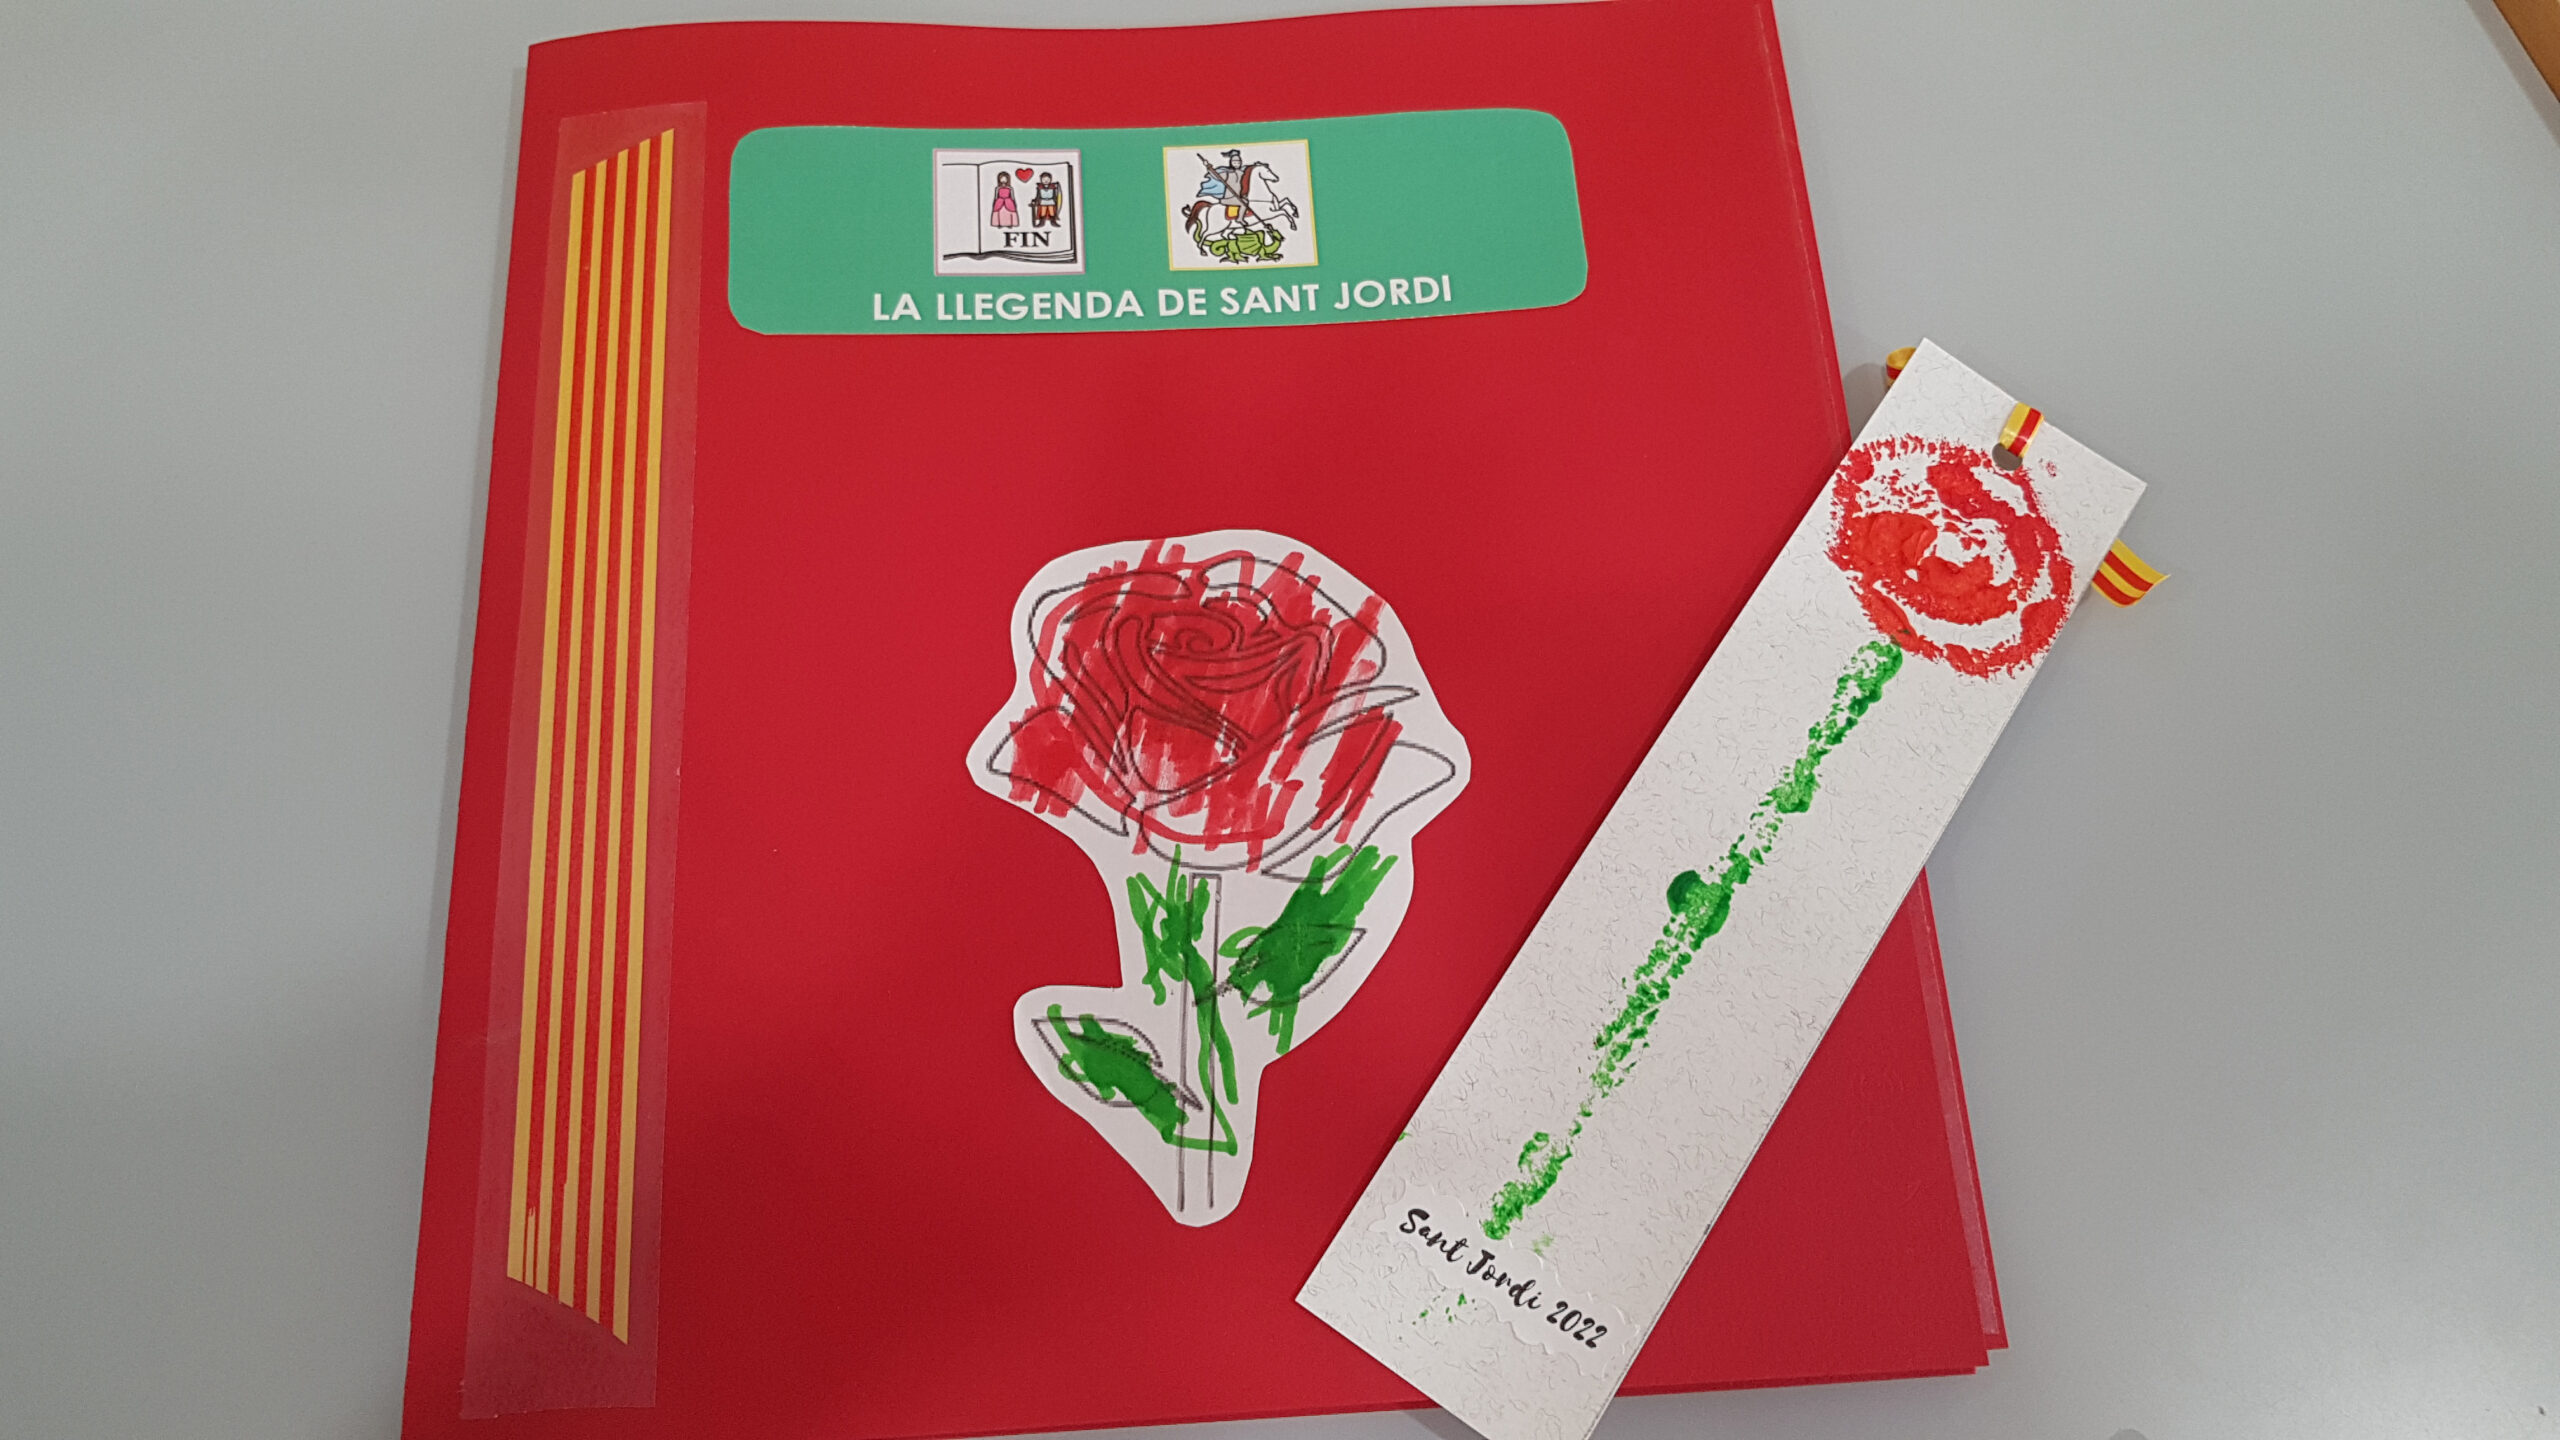 FIN
LA LLEGENDA DE SANT JORDI
Sant Jordi 2022